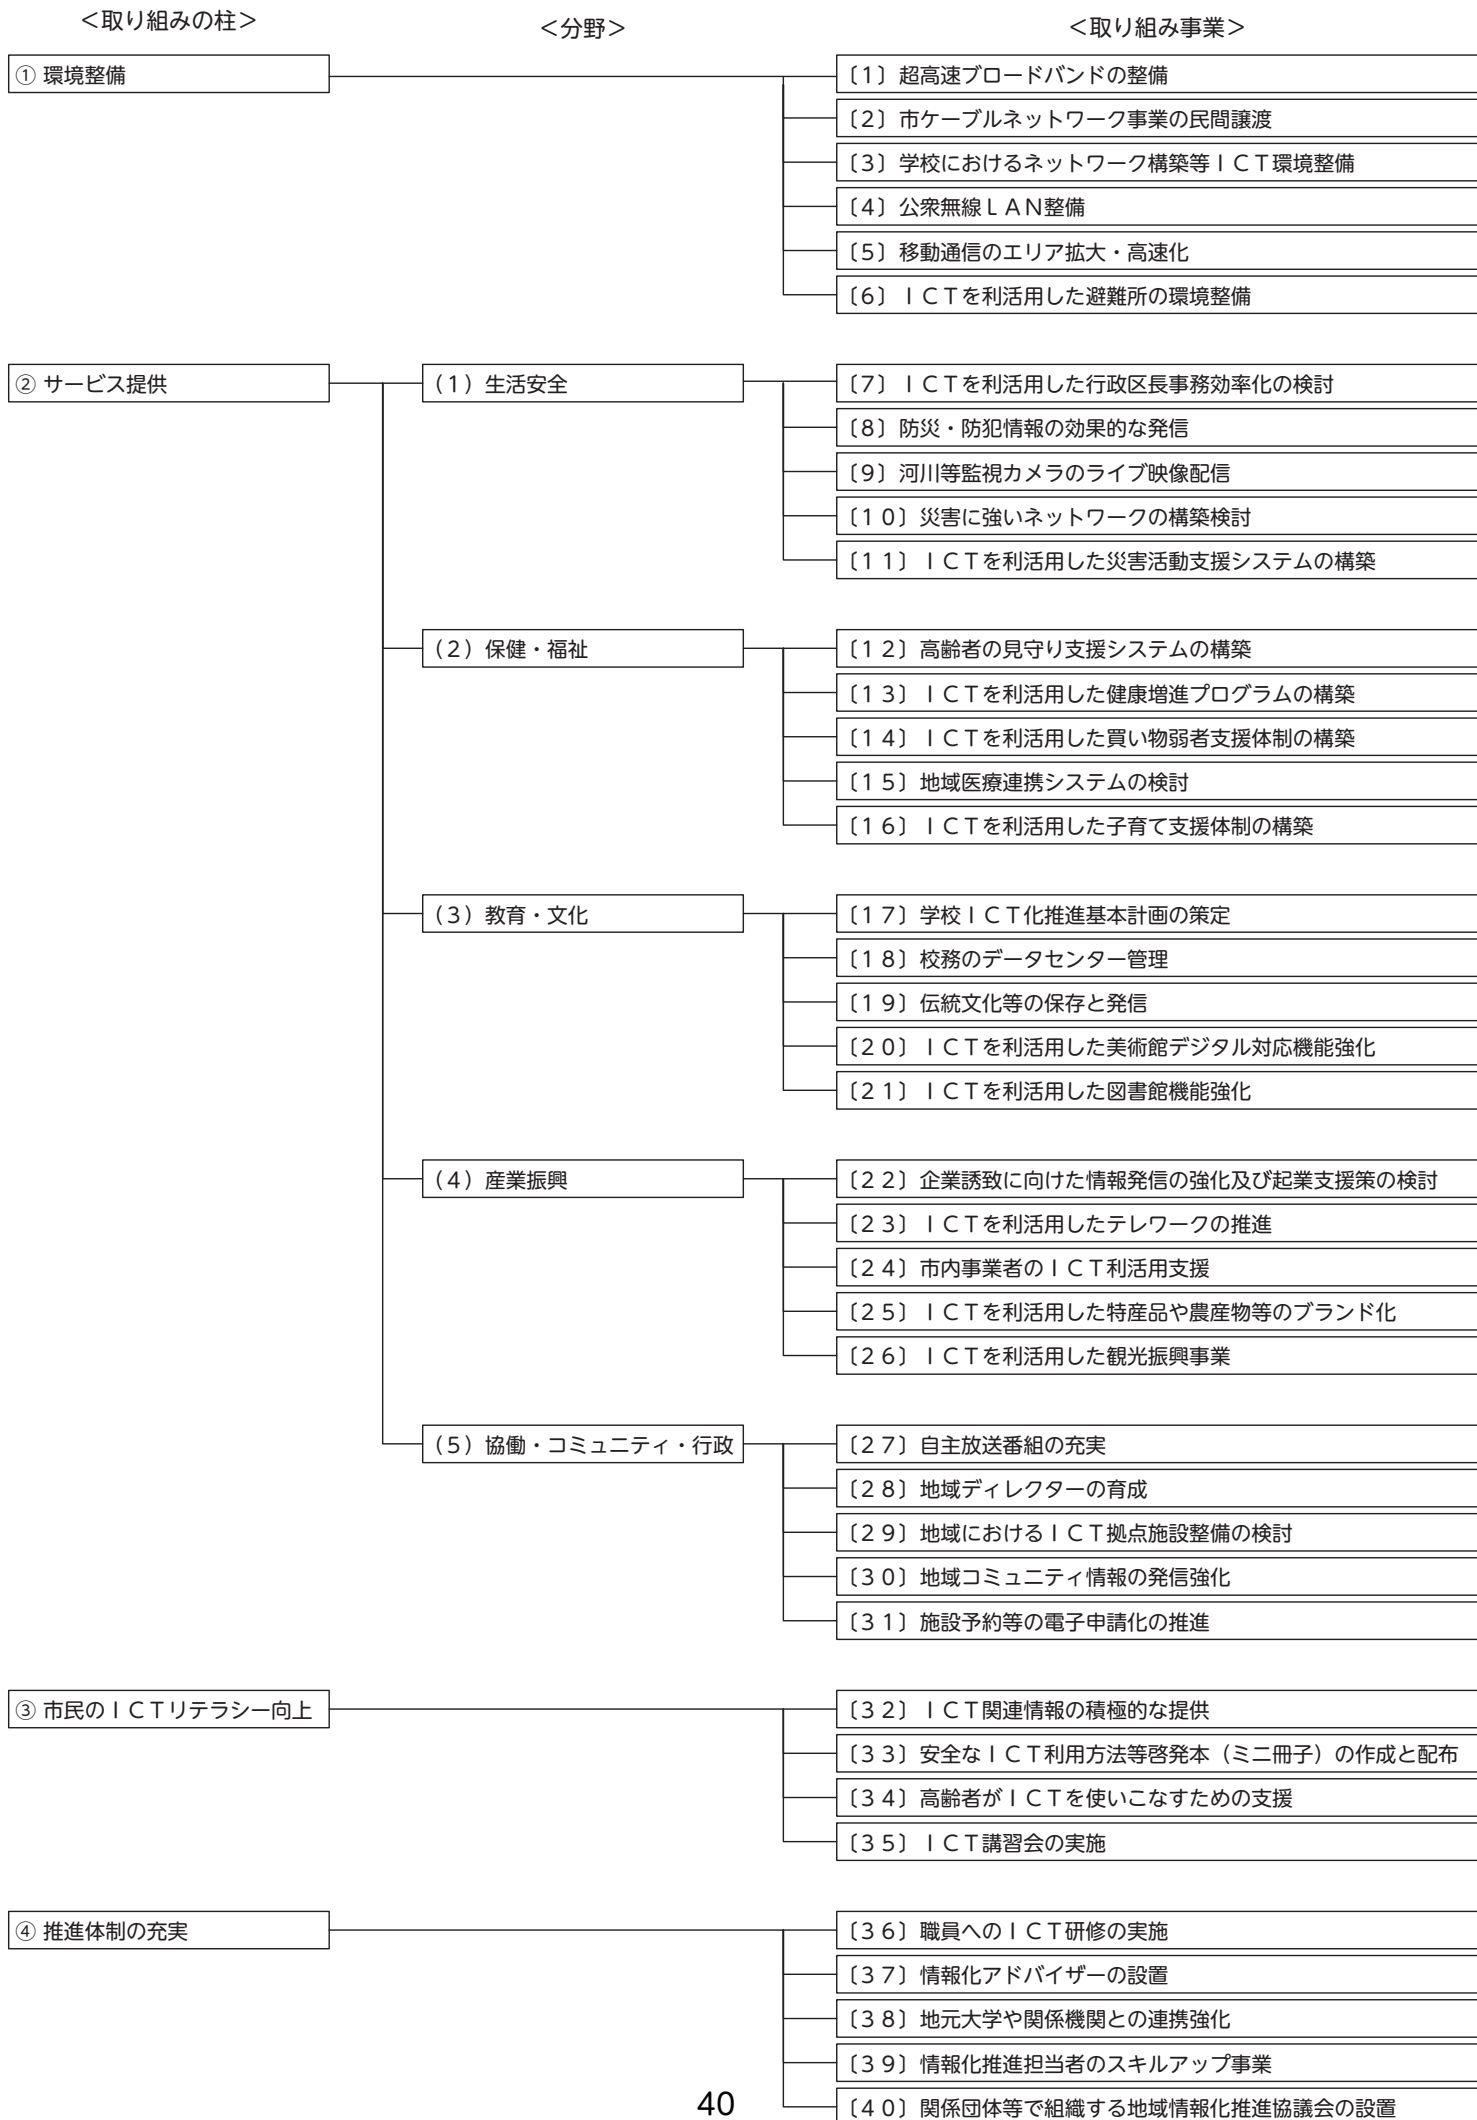 ＜取り組みの柱＞
＜分野＞
＜取り組み事業＞
① 環境整備
〔１〕超高速ブロードバンドの整備
〔２〕市ケーブルネットワーク事業の民間譲渡
〔３〕学校におけるネットワーク構築等ＩＣＴ環境整備
〔４〕公衆無線ＬＡＮ整備
〔５〕移動通信のエリア拡大・高速化
〔６〕ＩＣＴを利活用した避難所の環境整備
② サービス提供
（１）生活安全
〔７〕ＩＣＴを利活用した行政区長事務効率化の検討
〔８〕防災・防犯情報の効果的な発信
〔９〕河川等監視カメラのライブ映像配信
〔１０〕災害に強いネットワークの構築検討
〔１１〕ＩＣＴを利活用した災害活動支援システムの構築
（２）保健・福祉
〔１２〕高齢者の見守り支援システムの構築
〔１３〕ＩＣＴを利活用した健康増進プログラムの構築
〔１４〕ＩＣＴを利活用した買い物弱者支援体制の構築
〔１５〕地域医療連携システムの検討
〔１６〕ＩＣＴを利活用した子育て支援体制の構築
（３）教育・文化
〔１７〕学校ＩＣＴ化推進基本計画の策定
〔１８〕校務のデータセンター管理
〔１９〕伝統文化等の保存と発信
〔２０〕ＩＣＴを利活用した美術館デジタル対応機能強化
〔２１〕ＩＣＴを利活用した図書館機能強化
（４）産業振興
〔２２〕企業誘致に向けた情報発信の強化及び起業支援策の検討
〔２３〕ＩＣＴを利活用したテレワークの推進
〔２４〕市内事業者のＩＣＴ利活用支援
〔２５〕ＩＣＴを利活用した特産品や農産物等のブランド化
〔２６〕ＩＣＴを利活用した観光振興事業
（５）協働・コミュニティ・行政
〔２７〕自主放送番組の充実
〔２８〕地域ディレクターの育成
〔２９〕地域におけるＩＣＴ拠点施設整備の検討
〔３０〕地域コミュニティ情報の発信強化
〔３１〕施設予約等の電子申請化の推進
③ 市民のＩＣＴリテラシー向上
〔３２〕ＩＣＴ関連情報の積極的な提供
〔３３〕安全なＩＣＴ利用方法等啓発本（ミニ冊子）の作成と配布
〔３４〕高齢者がＩＣＴを使いこなすための支援
〔３５〕ＩＣＴ講習会の実施
④ 推進体制の充実
〔３６〕職員へのＩＣＴ研修の実施
〔３７〕情報化アドバイザーの設置
〔３８〕地元大学や関係機関との連携強化
〔３９〕情報化推進担当者のスキルアップ事業
〔４０〕関係団体等で組織する地域情報化推進協議会の設置
40